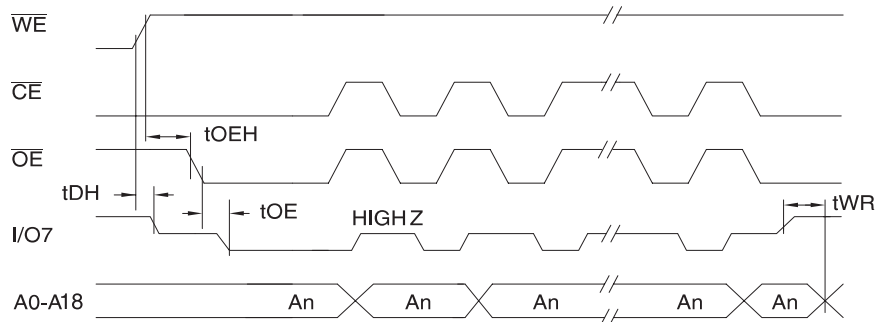 WE
CE
tOEH
OE
tDH
tOE
tWR
HIGH Z
I/O7
A0-A18 An An An An An